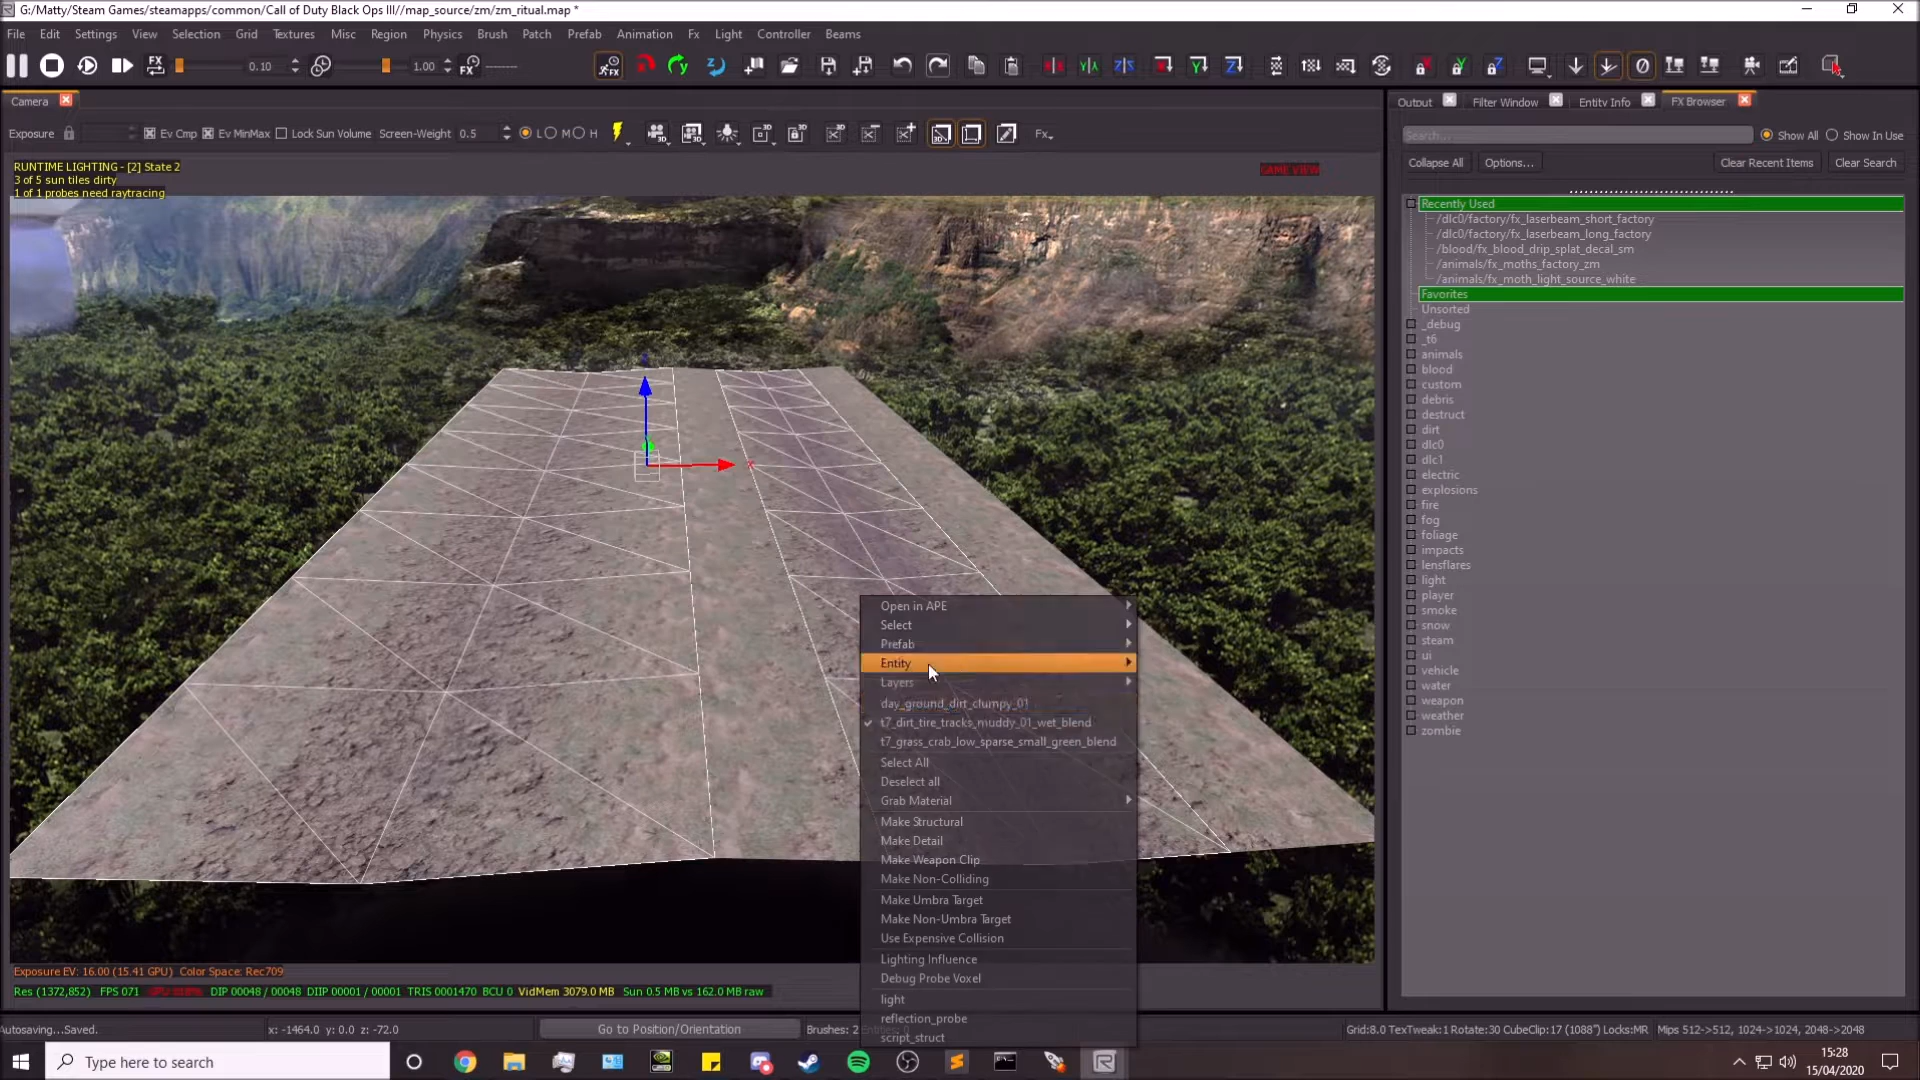 G:/Matty/Steam Games/steamapps/common/Call of Duty Black Ops III//map_source/zm/zm_ritual.map *
File Edit Settings View Selection Grid Textures Misc Region Physics Brush Patch Prefab Animation Fx Light Controller Beams
FX 0.10 1.00 FX
Camera
Output Filter Window Entity Info FX Browser
Exposure Ev Cmp Ev MinMax Lock Sun Volume Screen-Weight 0.5 L M H Fx
Search...
Show All Show In Use
Collapse All Options... Clear Recent Items Clear Search
RUNTIME LIGHTING - [2] State 2
3 of 5 sun tiles dirty
1 of 1 probes need raytracing
GAME VIEW
Recently Used
/dlc0/factory/fx_laserbeam_short_factory
/dlc0/factory/fx_laserbeam_long_factory
/blood/fx_blood_drip_splat_decal_sm
/animals/fx_moths_factory_zm
/animals/fx_moth_light_source_white
Favorites
Unsorted
_debug
_t6
animals
blood
custom
debris
destruct
dirt
dlc0
dlc1
electric
explosions
fire
fog
foliage
impacts
lensflares
light
player
smoke
snow
steam
ui
vehicle
water
weapon
weather
zombie
Open in APE
Select
Prefab
Entity
Layers
day_ground_dirt_clumpy_01
t7_dirt_tire_tracks_muddy_01_wet_blend
t7_grass_crab_low_sparse_small_green_blend
Select All
Deselect all
Grab Material
Make Structural
Make Detail
Make Weapon Clip
Make Non-Colliding
Make Umbra Target
Make Non-Umbra Target
Use Expensive Collision
Lighting Influence
Debug Probe Voxel
light
reflection_probe
script_struct
Exposure EV: 16.00 (15.41 GPU) Color Space: Rec709
Res (1372,852) FPS 071 DIP 00048 / 00048 DIIP 00001 / 00001 TRIS 0001470 BCU 0 VidMem 3079.0 MB Sun 0.5 MB vs 162.0 MB raw
Autosaving...Saved. x: -1464.0 y: 0.0 z: -72.0 Go to Position/Orientation Brushes: 2
Grid:8.0 TexTweak:1 Rotate:30 CubeClip:17 (1088") Locks:MR Mips 512->512, 1024->1024, 2048->2048
Type here to search
15:28
15/04/2020